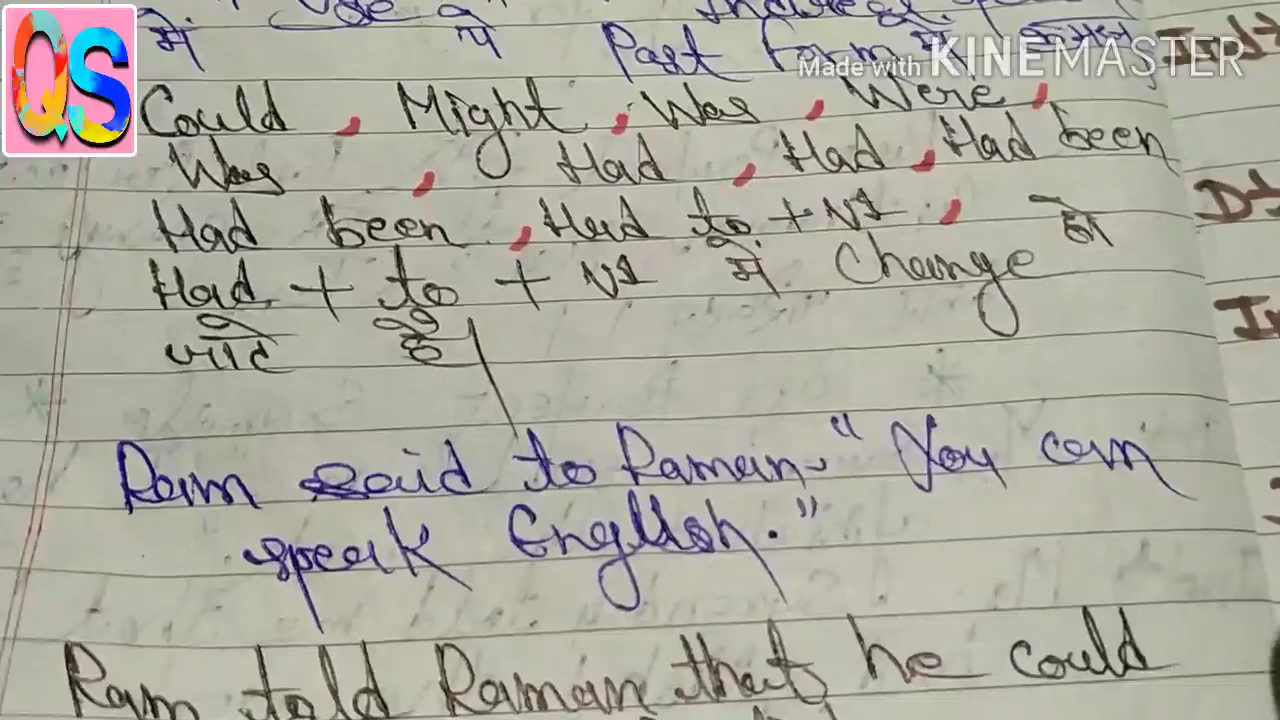 में Use ये Past Form में क्रमशः
Made with KINEMASTER
QS
Could, Might, Was, Were,
Was, Had, Had, Had been
Had been, Had to + V1, 
Had + to + V1 में Change हो
जाते है।
Ram said to Raman "You can
speak English."
Ram told Raman that he could